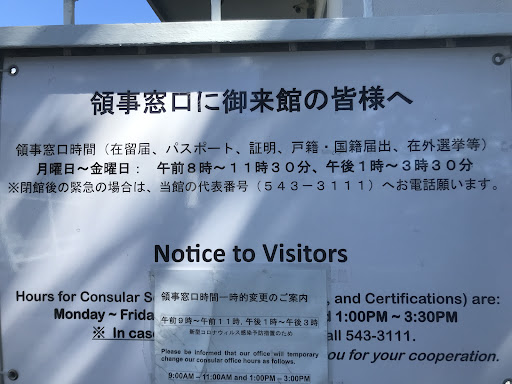 領事窓口に御来館の皆様へ
領事窓口時間(在留届、パスポート、証明、戸籍・国籍届出、在外選挙等)
月曜日～金曜日： 午前8時～11時30分、午後1時～3時30分
※閉館後の緊急の場合は、当館の代表番号(543-3111)へお電話願います。
Notice to Visitors
Hours for Consular , and Certifications) are:
Monday ~ 1:00PM ~ 3:30PM
※ In 543-3111.
you for your cooperation.
領事窓口時間一時的変更のご案内
午前9時～午前11時,午後1時～午後3時
新型コロナウィルス感染予防措置のため
Please be informed that our office will temporary
change our consular office hours as follows.
9:00AM ~ 11:00AM and 1:00PM ~ 3:00PM